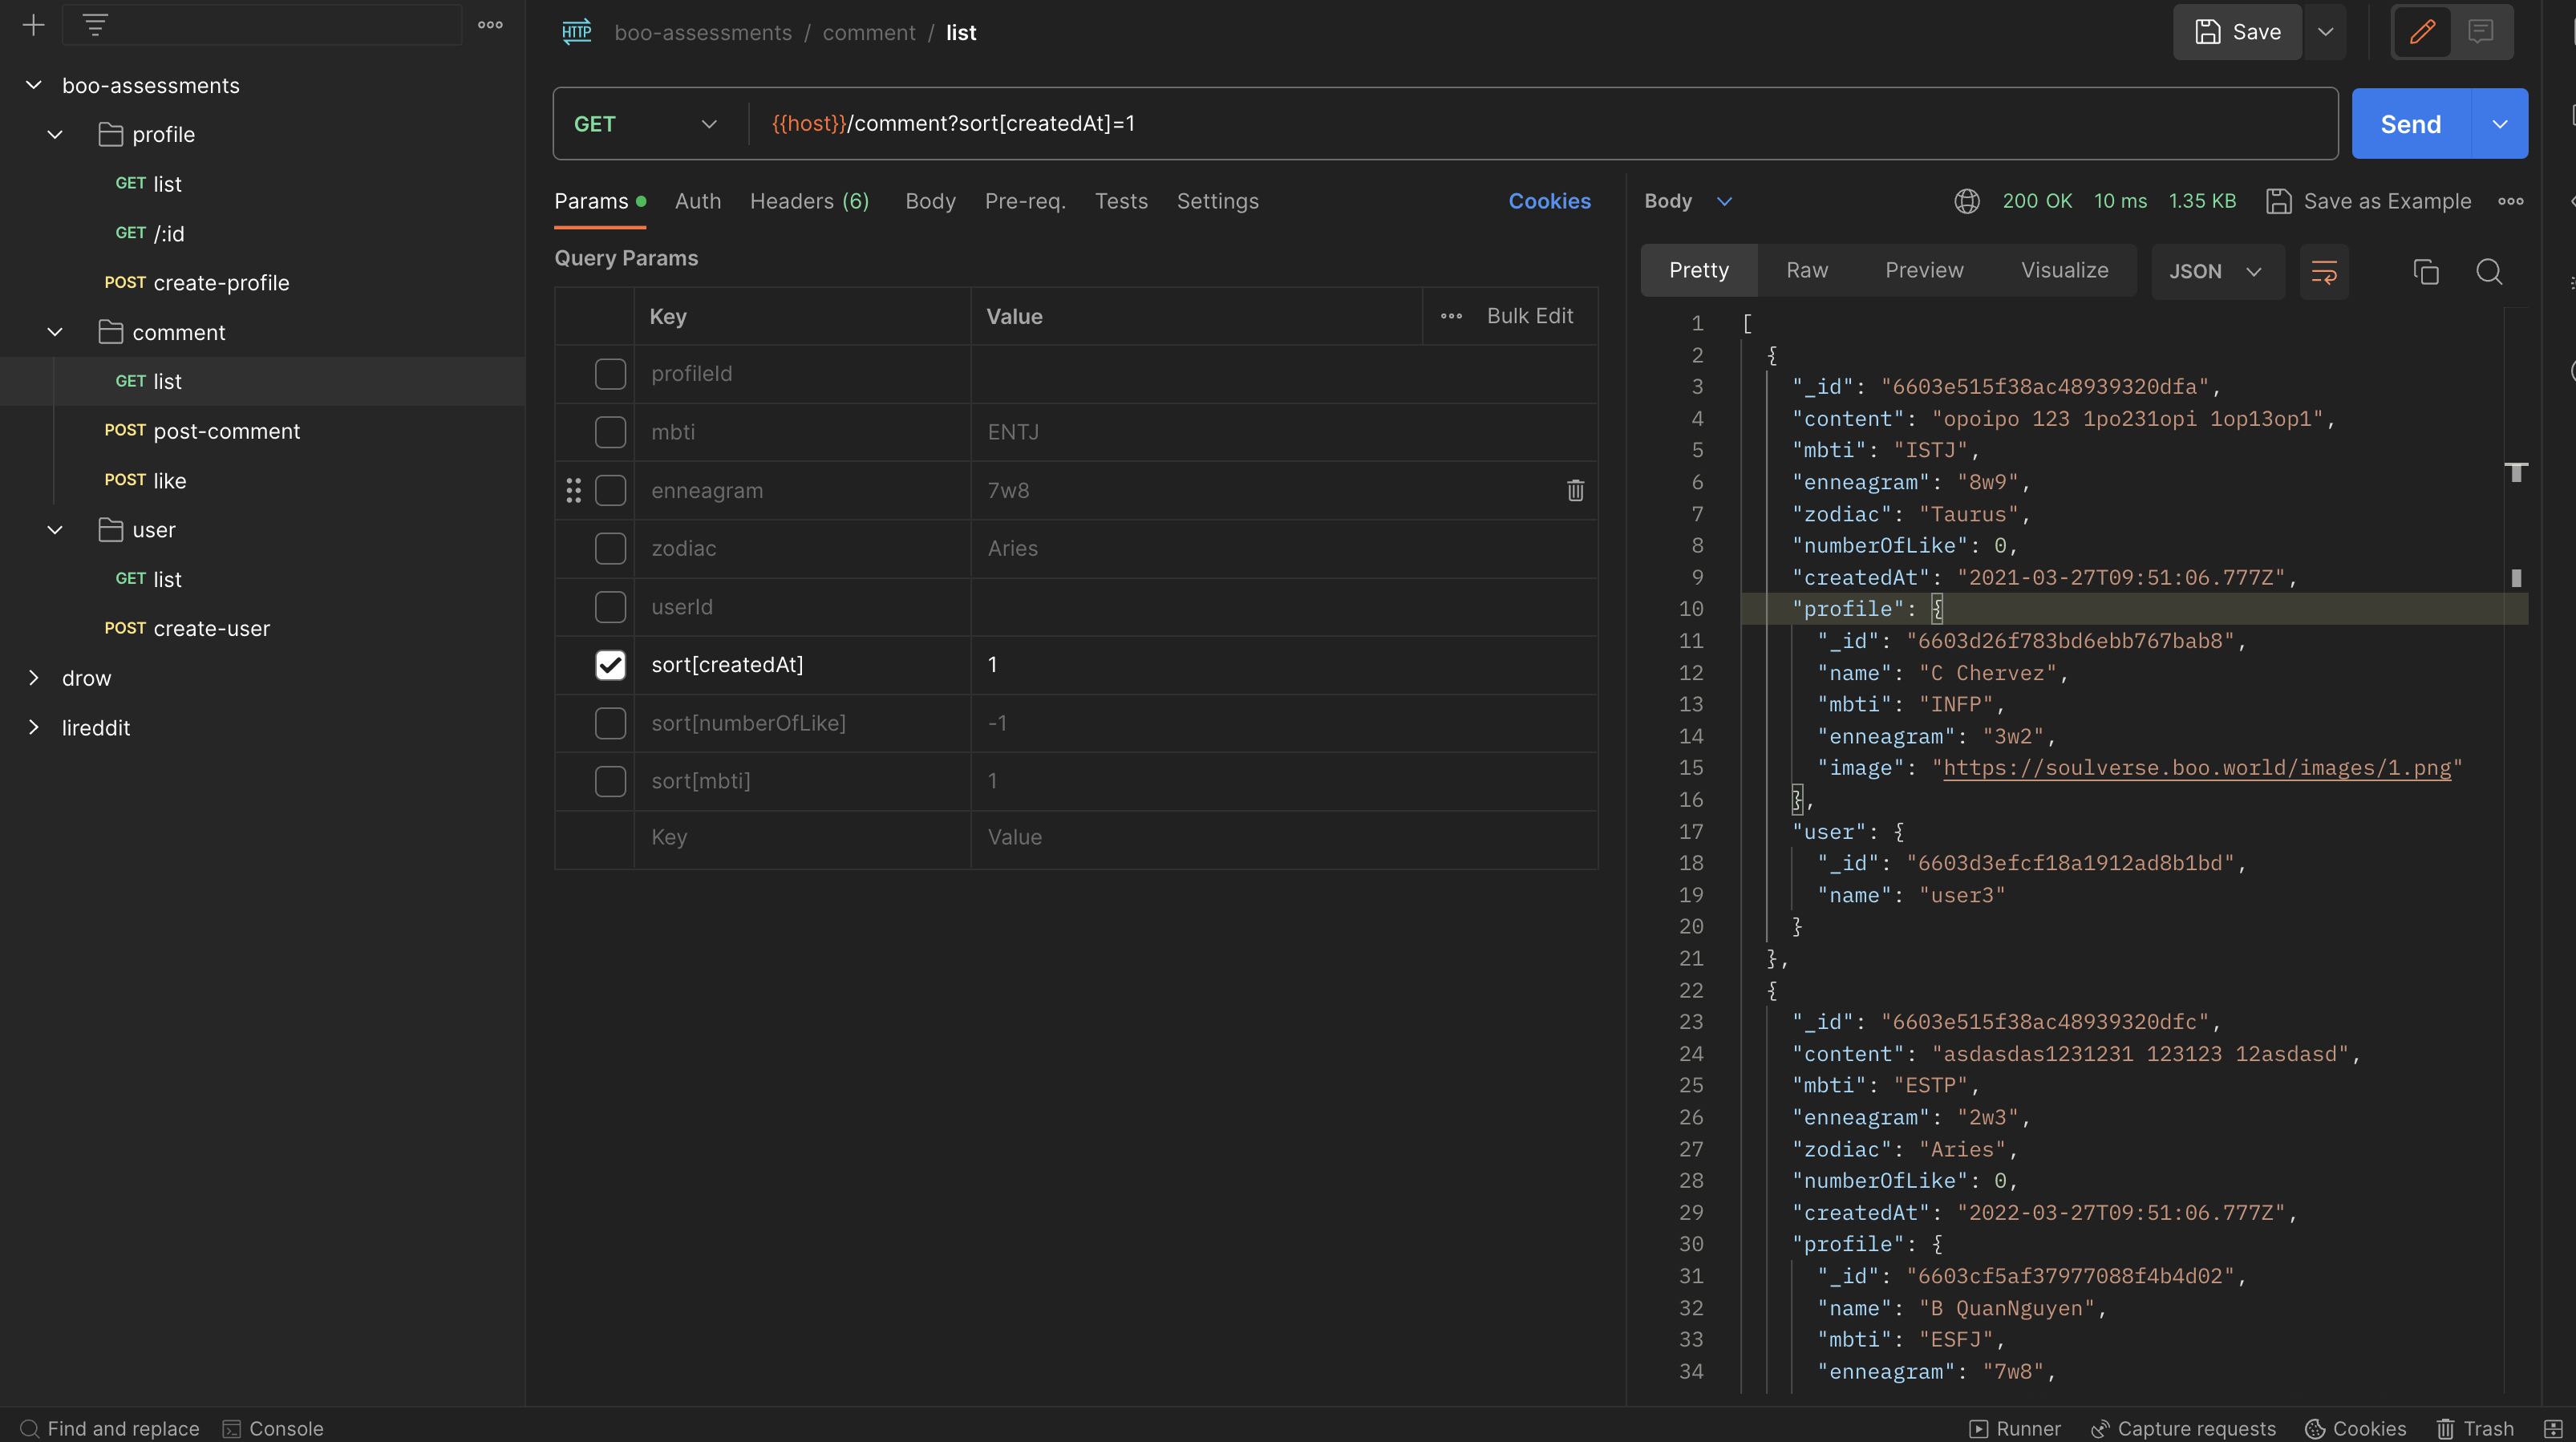 boo-assessments
profile
GET list
GET /:id
POST create-profile
comment
GET list
POST post-comment
POST like
user
GET list
POST create-user
drow
lireddit
HTTP boo-assessments / comment / list
Save
GET {{host}}/comment?sort[createdAt]=1
Send
Params Auth Headers (6) Body Pre-req. Tests Settings Cookies
Query Params
Key Value Bulk Edit
profileId
mbti ENTJ
enneagram 7w8
zodiac Aries
userId
sort[createdAt] 1
sort[numberOfLike] -1
sort[mbti] 1
Key Value
Body 200 OK 10 ms 1.35 KB Save as Example
Pretty Raw Preview Visualize JSON
1 [
2 {
3 "_id": "6603e515f38ac48939320dfa",
4 "content": "opoipo 123 1po231opi 1op13op1",
5 "mbti": "ISTJ",
6 "enneagram": "8w9",
7 "zodiac": "Taurus",
8 "numberOfLike": 0,
9 "createdAt": "2021-03-27T09:51:06.777Z",
10 "profile": {
11 "_id": "6603d26f783bd6ebb767bab8",
12 "name": "C Chervez",
13 "mbti": "INFP",
14 "enneagram": "3w2",
15 "image": "https://soulverse.boo.world/images/1.png"
16 },
17 "user": {
18 "_id": "6603d3efcf18a1912ad8b1bd",
19 "name": "user3"
20 }
21 },
22 {
23 "_id": "6603e515f38ac48939320dfc",
24 "content": "asdasdas1231231 123123 12asdasd",
25 "mbti": "ESTP",
26 "enneagram": "2w3",
27 "zodiac": "Aries",
28 "numberOfLike": 0,
29 "createdAt": "2022-03-27T09:51:06.777Z",
30 "profile": {
31 "_id": "6603cf5af37977088f4b4d02",
32 "name": "B QuanNguyen",
33 "mbti": "ESFJ",
34 "enneagram": "7w8",
Find and replace Console Runner Capture requests Cookies Trash